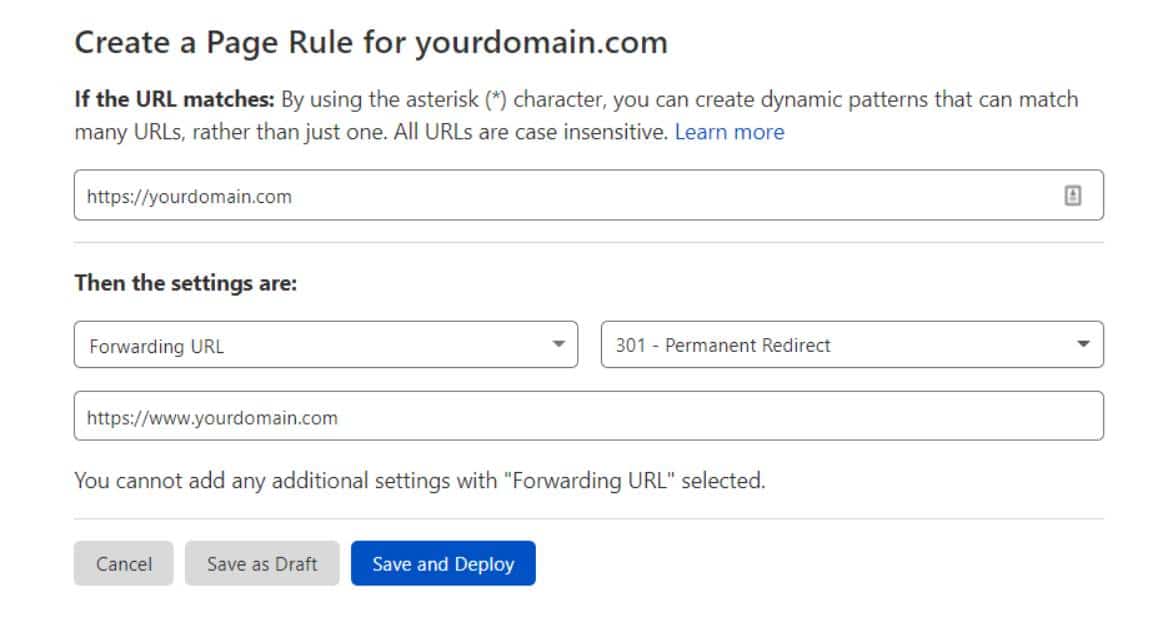 Create a Page Rule for yourdomain.com
If the URL matches: By using the asterisk (*) character, you can create dynamic patterns that can match
many URLs, rather than just one. All URLs are case insensitive. Learn more
https://yourdomain.com
Then the settings are:
Forwarding URL
301 - Permanent Redirect
https://www.yourdomain.com
You cannot add any additional settings with "Forwarding URL" selected.
Cancel
Save as Draft
Save and Deploy